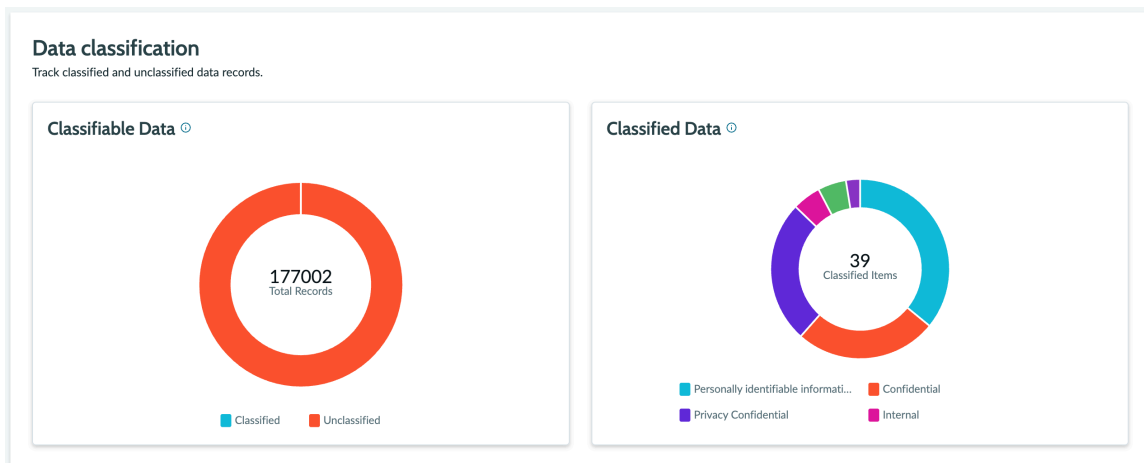 Data classification
Track classified and unclassified data records.
Classifiable Data
177002
Total Records
Classified
Unclassified
Classified Data
39
Classified Items
Personally identifiable informati...
Confidential
Privacy Confidential
Internal